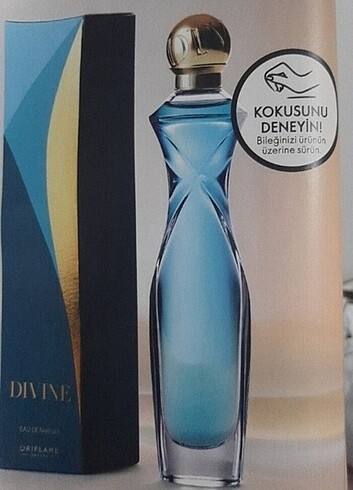 KOKUSUNU
DENEYİN!
Bileğinizi ürünün
üzerine sürün.
DIVINE
EAU DE PARFUM
ORIFLAME